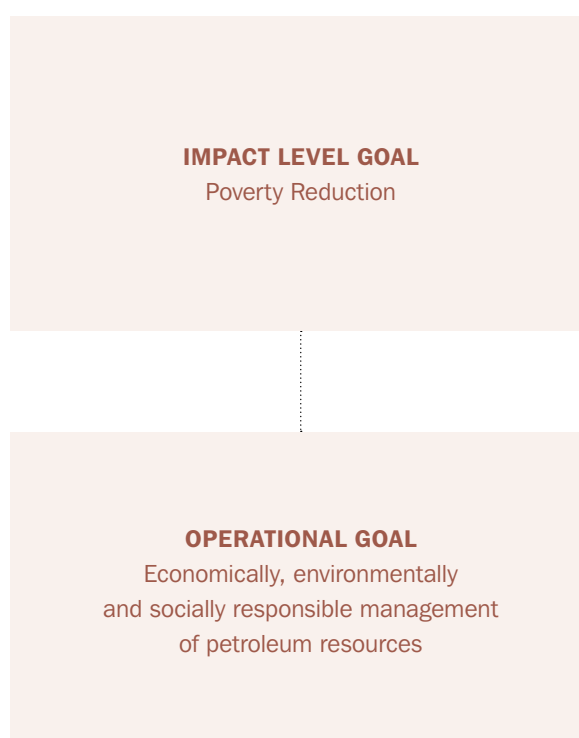 IMPACT LEVEL GOAL
Poverty Reduction
OPERATIONAL GOAL
Economically, environmentally
and socially responsible management
of petroleum resources